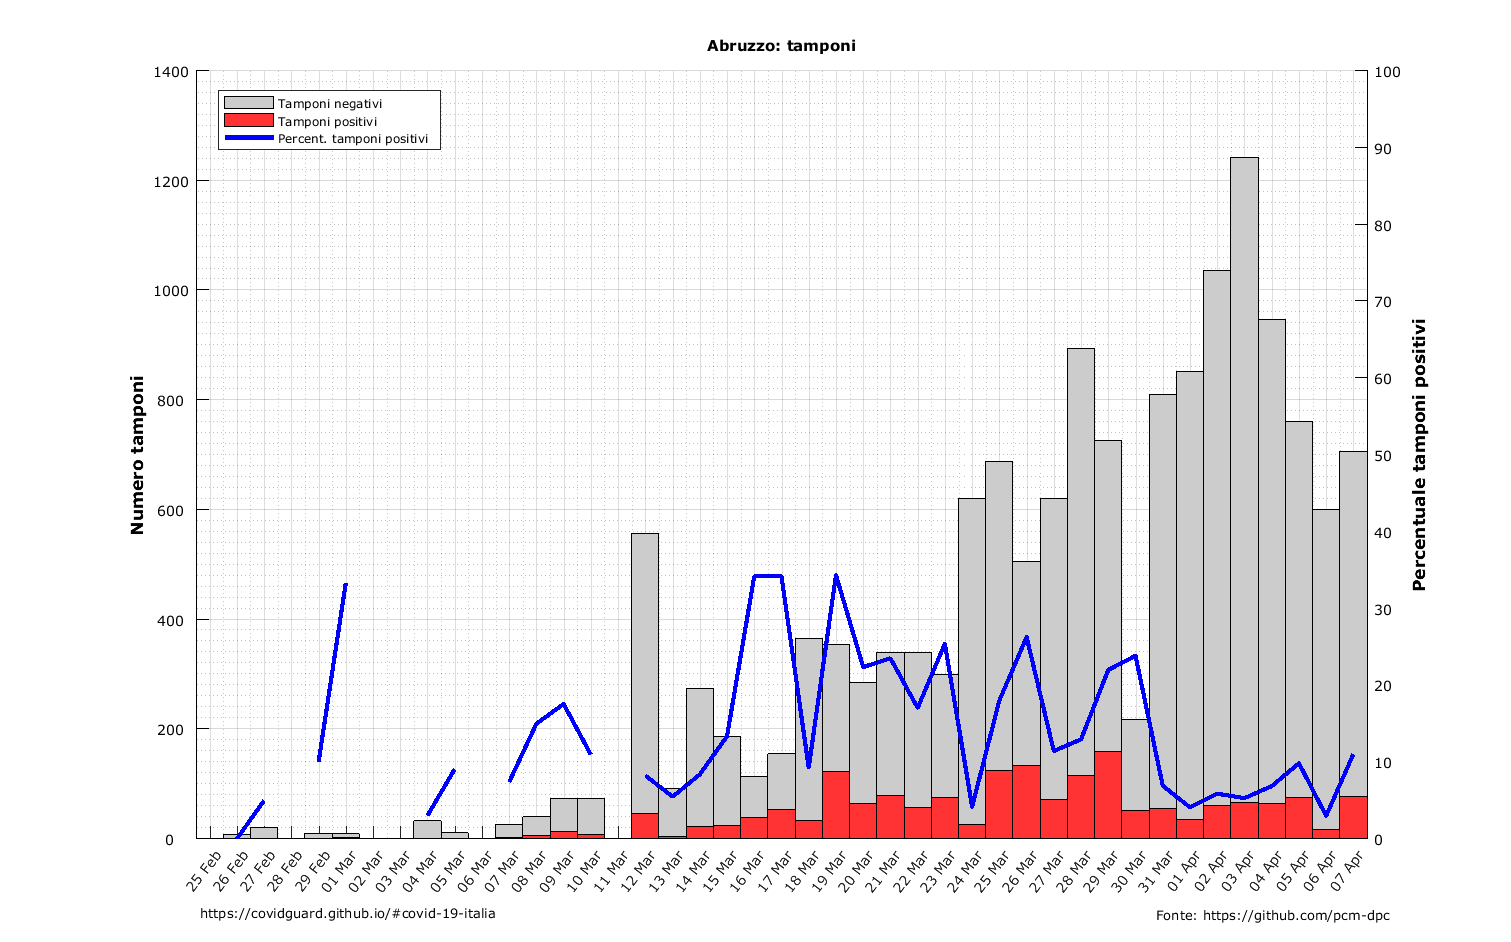 Abruzzo: tamponi
Tamponi negativi
Tamponi positivi
Percent. tamponi positivi
Numero tamponi
1400
1200
1000
800
600
400
200
0
Percentuale tamponi positivi
100
90
80
70
60
50
40
30
20
10
0
25 Feb
26 Feb
27 Feb
28 Feb
29 Feb
01 Mar
02 Mar
03 Mar
04 Mar
05 Mar
06 Mar
07 Mar
08 Mar
09 Mar
10 Mar
11 Mar
12 Mar
13 Mar
14 Mar
15 Mar
16 Mar
17 Mar
18 Mar
19 Mar
20 Mar
21 Mar
22 Mar
23 Mar
24 Mar
25 Mar
26 Mar
27 Mar
28 Mar
29 Mar
30 Mar
31 Mar
01 Apr
02 Apr
03 Apr
04 Apr
05 Apr
06 Apr
07 Apr
https://covidguard.github.io/#covid-19-italia
Fonte: https://github.com/pcm-dpc